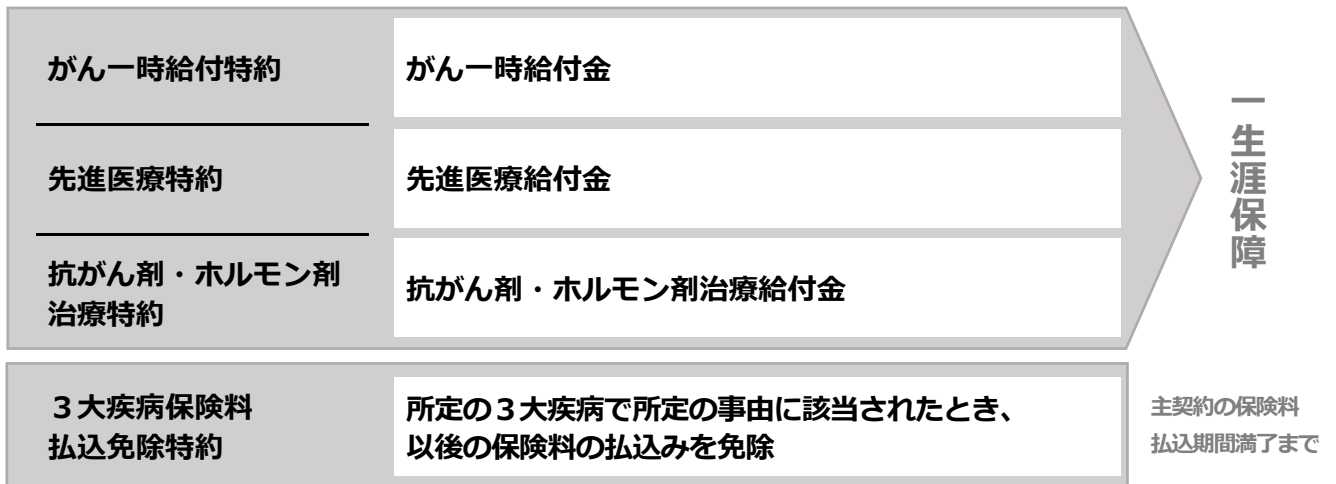 がん一時給付特約
がん一時給付金
先進医療特約
先進医療給付金
抗がん剤・ホルモン剤
治療特約
抗がん剤・ホルモン剤治療給付金
一生涯保障
３大疾病保険料
払込免除特約
所定の３大疾病で所定の事由に該当されたとき、
以後の保険料の払込みを免除
主契約の保険料
払込期間満了まで